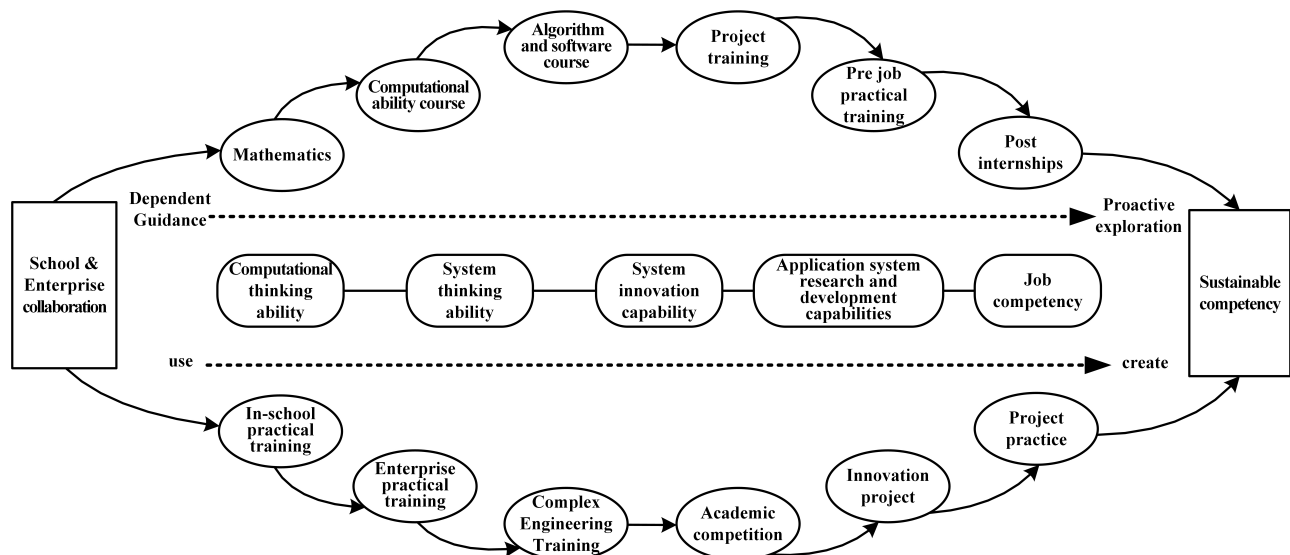 Algorithm
and software
course
Project
training
Computational
ability course
Pre job
practical
training
Mathematics
Post
internships
Dependent
Guidance
Proactive
exploration
School &
Enterprise
collaboration
Computational
thinking
ability
System
thinking
ability
System
innovation
capability
Application system
research and
development
capabilities
Job
competency
Sustainable
competency
use
create
In-school
practical
training
Project
practice
Enterprise
practical
training
Innovation
project
Complex
Engineering
Training
Academic
competition